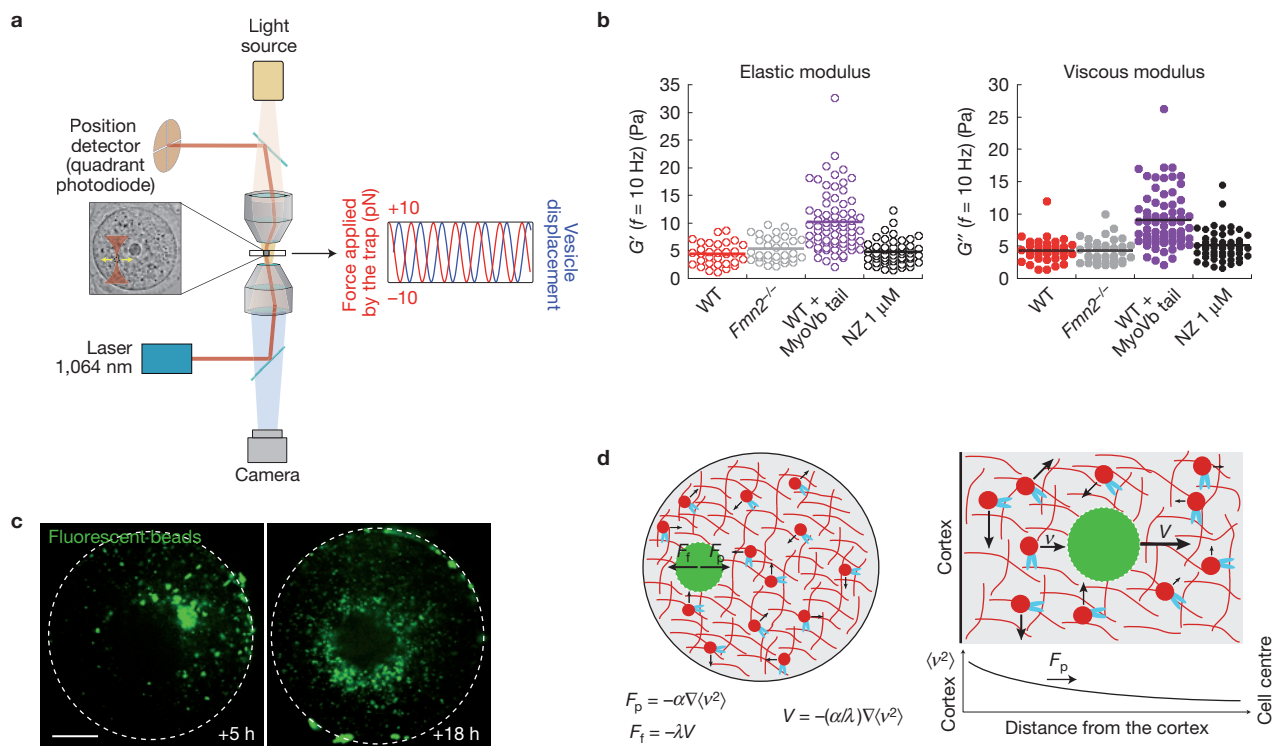 a
Light
source
Position
detector
(quadrant
photodiode)
Laser
1,064 nm
Camera
+10
−10
Force applied
by the trap (pN)
Vesicle
displacement
b
Elastic modulus
G′ (f = 10 Hz) (Pa)
35
30
25
20
15
10
5
0
WT
Fmn2−/−
WT +
MyoVb tail
NZ 1 μM
Viscous modulus
G″ (f = 10 Hz) (Pa)
30
25
20
15
10
5
0
WT
Fmn2−/−
WT +
MyoVb tail
NZ 1 μM
c
Fluorescent beads
+5 h
+18 h
d
Ff
Fp
Fp = −α∇⟨ν²⟩
Ff = −λV
V = −(α/λ)∇⟨ν²⟩
Cortex
ν
V
⟨ν²⟩
Fp
Cortex
Distance from the cortex
Cell centre